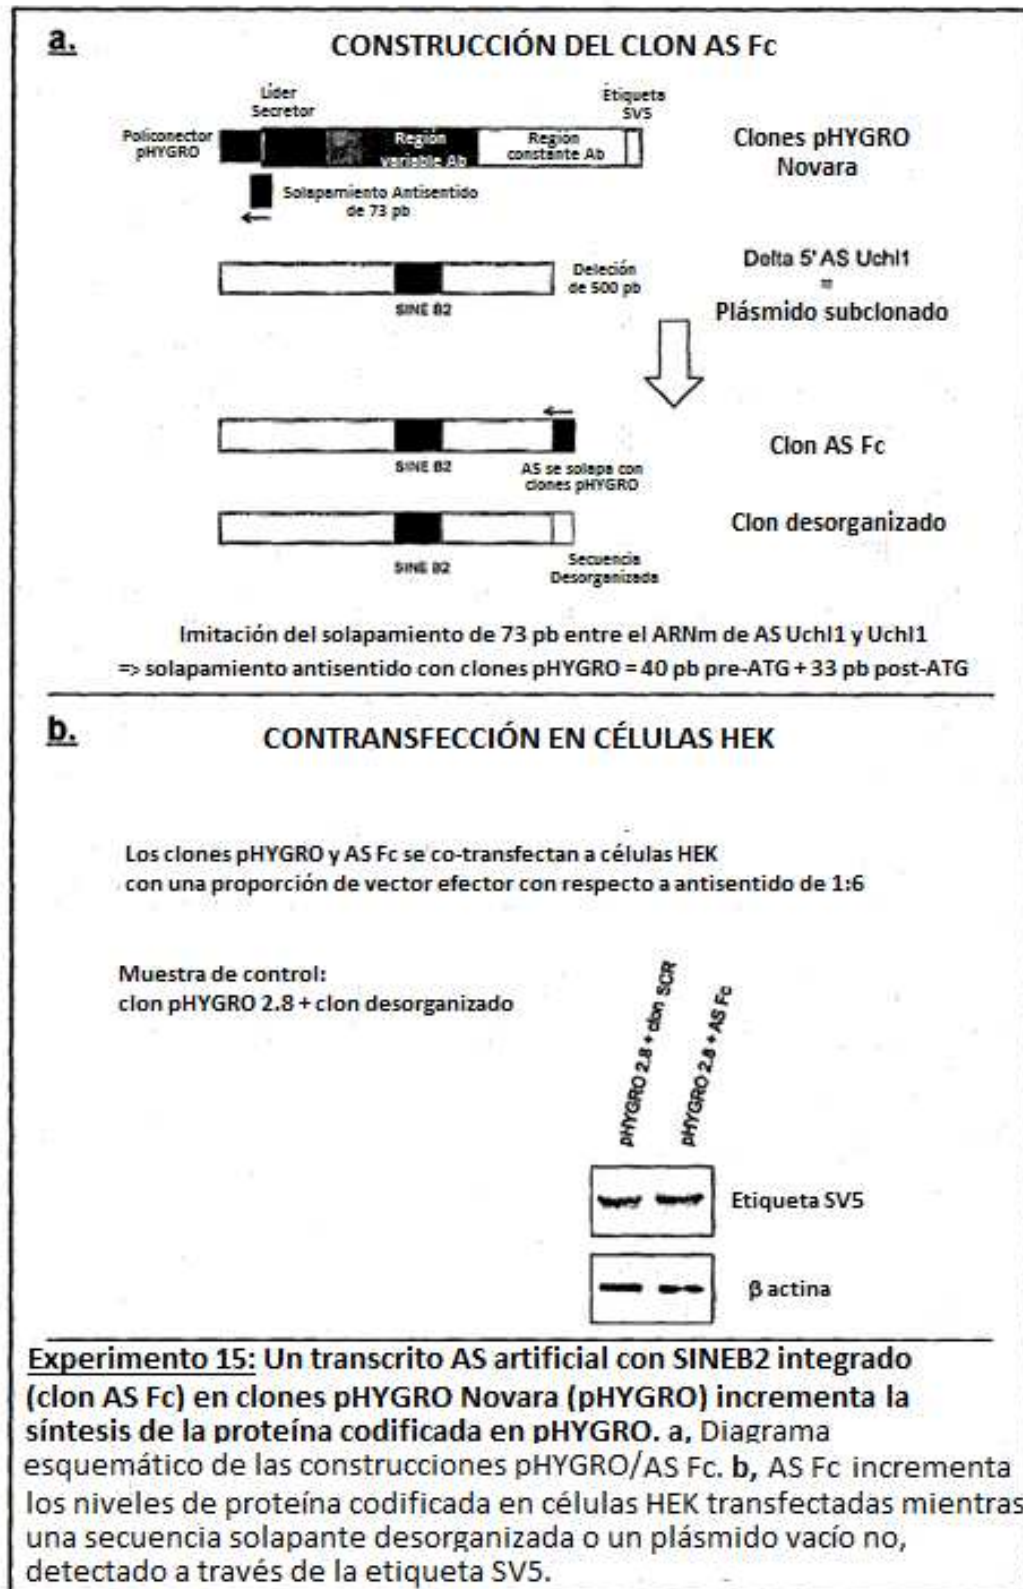 a.
CONSTRUCCIÓN DEL CLON AS Fc
Líder
Secretor
Etiqueta
SV5
Policonector
pHYGRO
Región
variable Ab
Región
constante Ab
Clones pHYGRO
Novara
Solapamiento Antisentido
de 73 pb
Deleción
de 500 pb
SINE B2
Delta 5' AS Uchl1
=
Plásmido subclonado
SINE B2
AS se solapa con
clones pHYGRO
Clon AS Fc
Clon desorganizado
SINE B2
Secuencia
Desorganizada
Imitación del solapamiento de 73 pb entre el ARNm de AS Uchl1 y Uchl1
=> solapamiento antisentido con clones pHYGRO = 40 pb pre-ATG + 33 pb post-ATG
b.
CONTRANSFECCIÓN EN CÉLULAS HEK
Los clones pHYGRO y AS Fc se co-transfectan a células HEK
con una proporción de vector efector con respecto a antisentido de 1:6
Muestra de control:
clon pHYGRO 2.8 + clon desorganizado
pHYGRO 2.8 + clon SCR
pHYGRO 2.8 + AS Fc
Etiqueta SV5
β actina
Experimento 15: Un transcrito AS artificial con SINEB2 integrado
(clon AS Fc) en clones pHYGRO Novara (pHYGRO) incrementa la
síntesis de la proteína codificada en pHYGRO. a, Diagrama
esquemático de las construcciones pHYGRO/AS Fc. b, AS Fc incrementa
los niveles de proteína codificada en células HEK transfectadas mientras
una secuencia solapante desorganizada o un plásmido vacío no,
detectado a través de la etiqueta SV5.